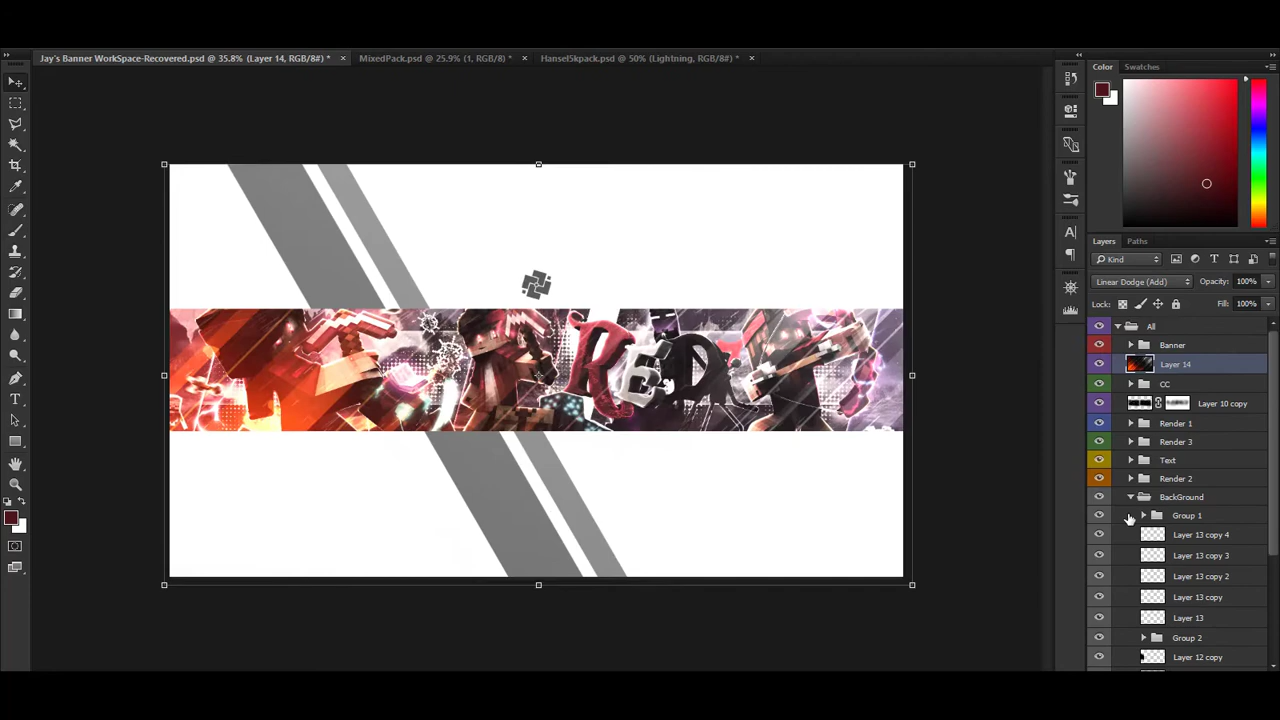 Jay's Banner WorkSpace-Recovered.psd @ 35.8% (Layer 14, RGB/8#) *
MixedPack.psd @ 25.9% (1, RGB/8) *
HanselSkpack.psd @ 50% (Lightning, RGB/8#) *
Color
Swatches
RED
Layers
Paths
Kind
Linear Dodge (Add)
Opacity: 100%
Lock:
Fill: 100%
All
Banner
Layer 14
CC
Layer 10 copy
Render 1
Render 3
Text
Render 2
BackGround
Group 1
Layer 13 copy 4
Layer 13 copy 3
Layer 13 copy 2
Layer 13 copy
Layer 13
Group 2
Layer 12 copy